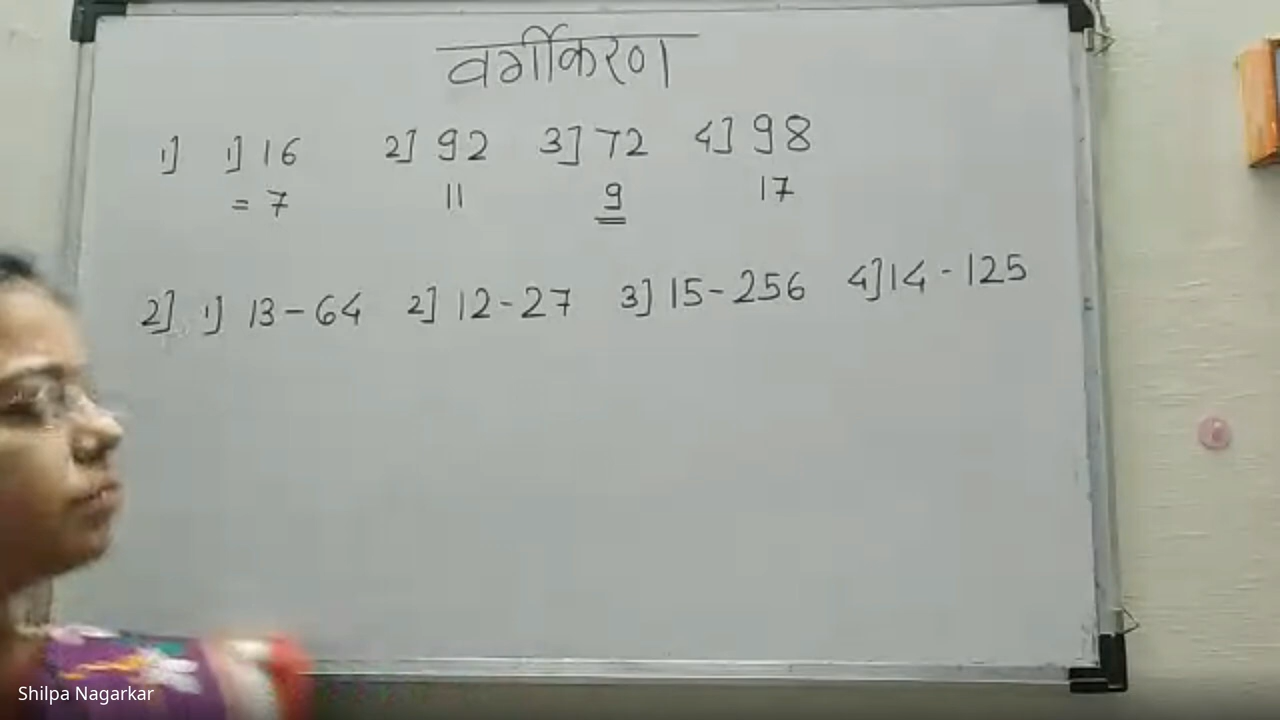 वर्गीकरण
1] 1] 16 2] 92 3] 72 4] 98
= 7 11 9 17
2] 1] 13-64 2] 12-27 3] 15-256 4] 14-125
Shilpa Nagarkar